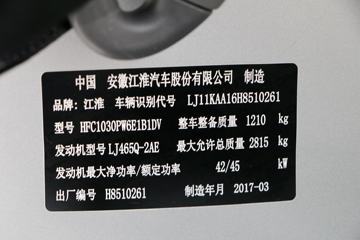 中国 安徽江淮汽车股份有限公司 制造
品牌：江淮 车辆识别代号 LJ11KAA16H8510261
型号 HFC1030PW6E1B1DV 整车整备质量 1210 kg
发动机型号 LJ465Q-2AE 最大允许总质量 2815 kg
发动机最大净功率/额定功率 42/45 kW
出厂编号 H8510261 制造年月 2017-03